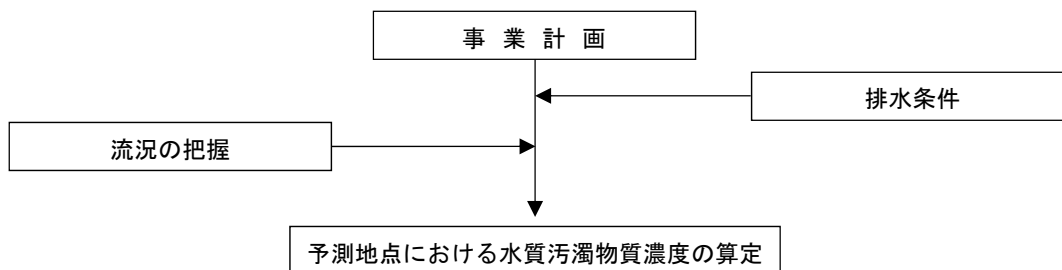 事 業 計 画
排水条件
流況の把握
予測地点における水質汚濁物質濃度の算定